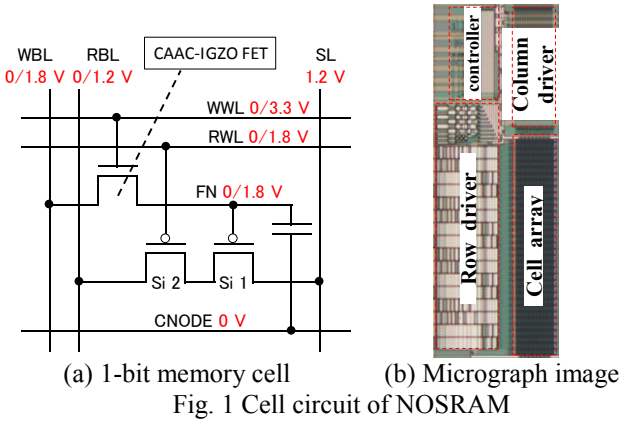 WBL RBL SL
0/1.8 V 0/1.2 V 1.2 V
CAAC-IGZO FET
WWL 0/3.3 V
RWL 0/1.8 V
FN 0/1.8 V
Si 2 Si 1
CNODE 0 V
(a) 1-bit memory cell
controller
Column
driver
Row driver
Cell array
(b) Micrograph image
Fig. 1 Cell circuit of NOSRAM